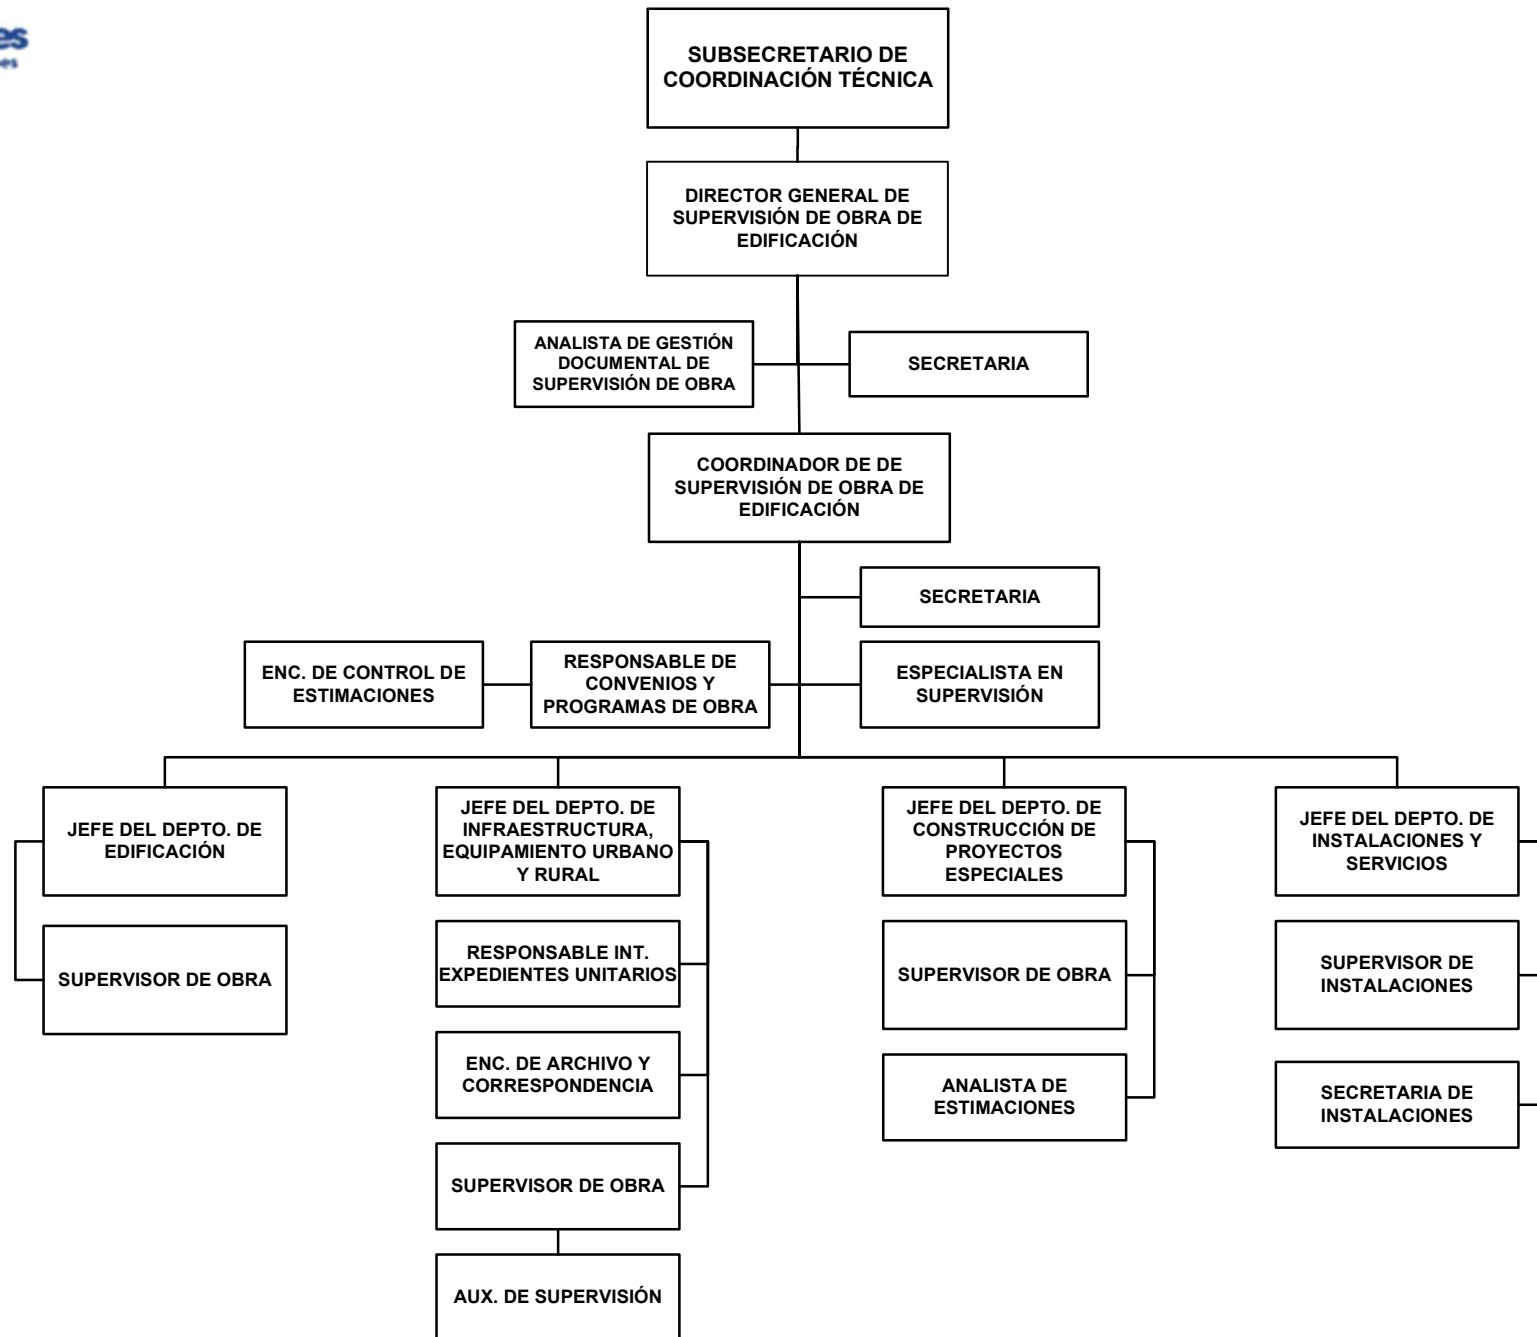 es
es
SUBSECRETARIO DE
COORDINACIÓN TÉCNICA
DIRECTOR GENERAL DE
SUPERVISIÓN DE OBRA DE
EDIFICACIÓN
ANALISTA DE GESTIÓN
DOCUMENTAL DE
SUPERVISIÓN DE OBRA
SECRETARIA
COORDINADOR DE DE
SUPERVISIÓN DE OBRA DE
EDIFICACIÓN
SECRETARIA
ENC. DE CONTROL DE
ESTIMACIONES
RESPONSABLE DE
CONVENIOS Y
PROGRAMAS DE OBRA
ESPECIALISTA EN
SUPERVISIÓN
JEFE DEL DEPTO. DE
EDIFICACIÓN
SUPERVISOR DE OBRA
JEFE DEL DEPTO. DE
INFRAESTRUCTURA,
EQUIPAMIENTO URBANO
Y RURAL
RESPONSABLE INT.
EXPEDIENTES UNITARIOS
ENC. DE ARCHIVO Y
CORRESPONDENCIA
SUPERVISOR DE OBRA
AUX. DE SUPERVISIÓN
JEFE DEL DEPTO. DE
CONSTRUCCIÓN DE
PROYECTOS
ESPECIALES
SUPERVISOR DE OBRA
ANALISTA DE
ESTIMACIONES
JEFE DEL DEPTO. DE
INSTALACIONES Y
SERVICIOS
SUPERVISOR DE
INSTALACIONES
SECRETARIA DE
INSTALACIONES